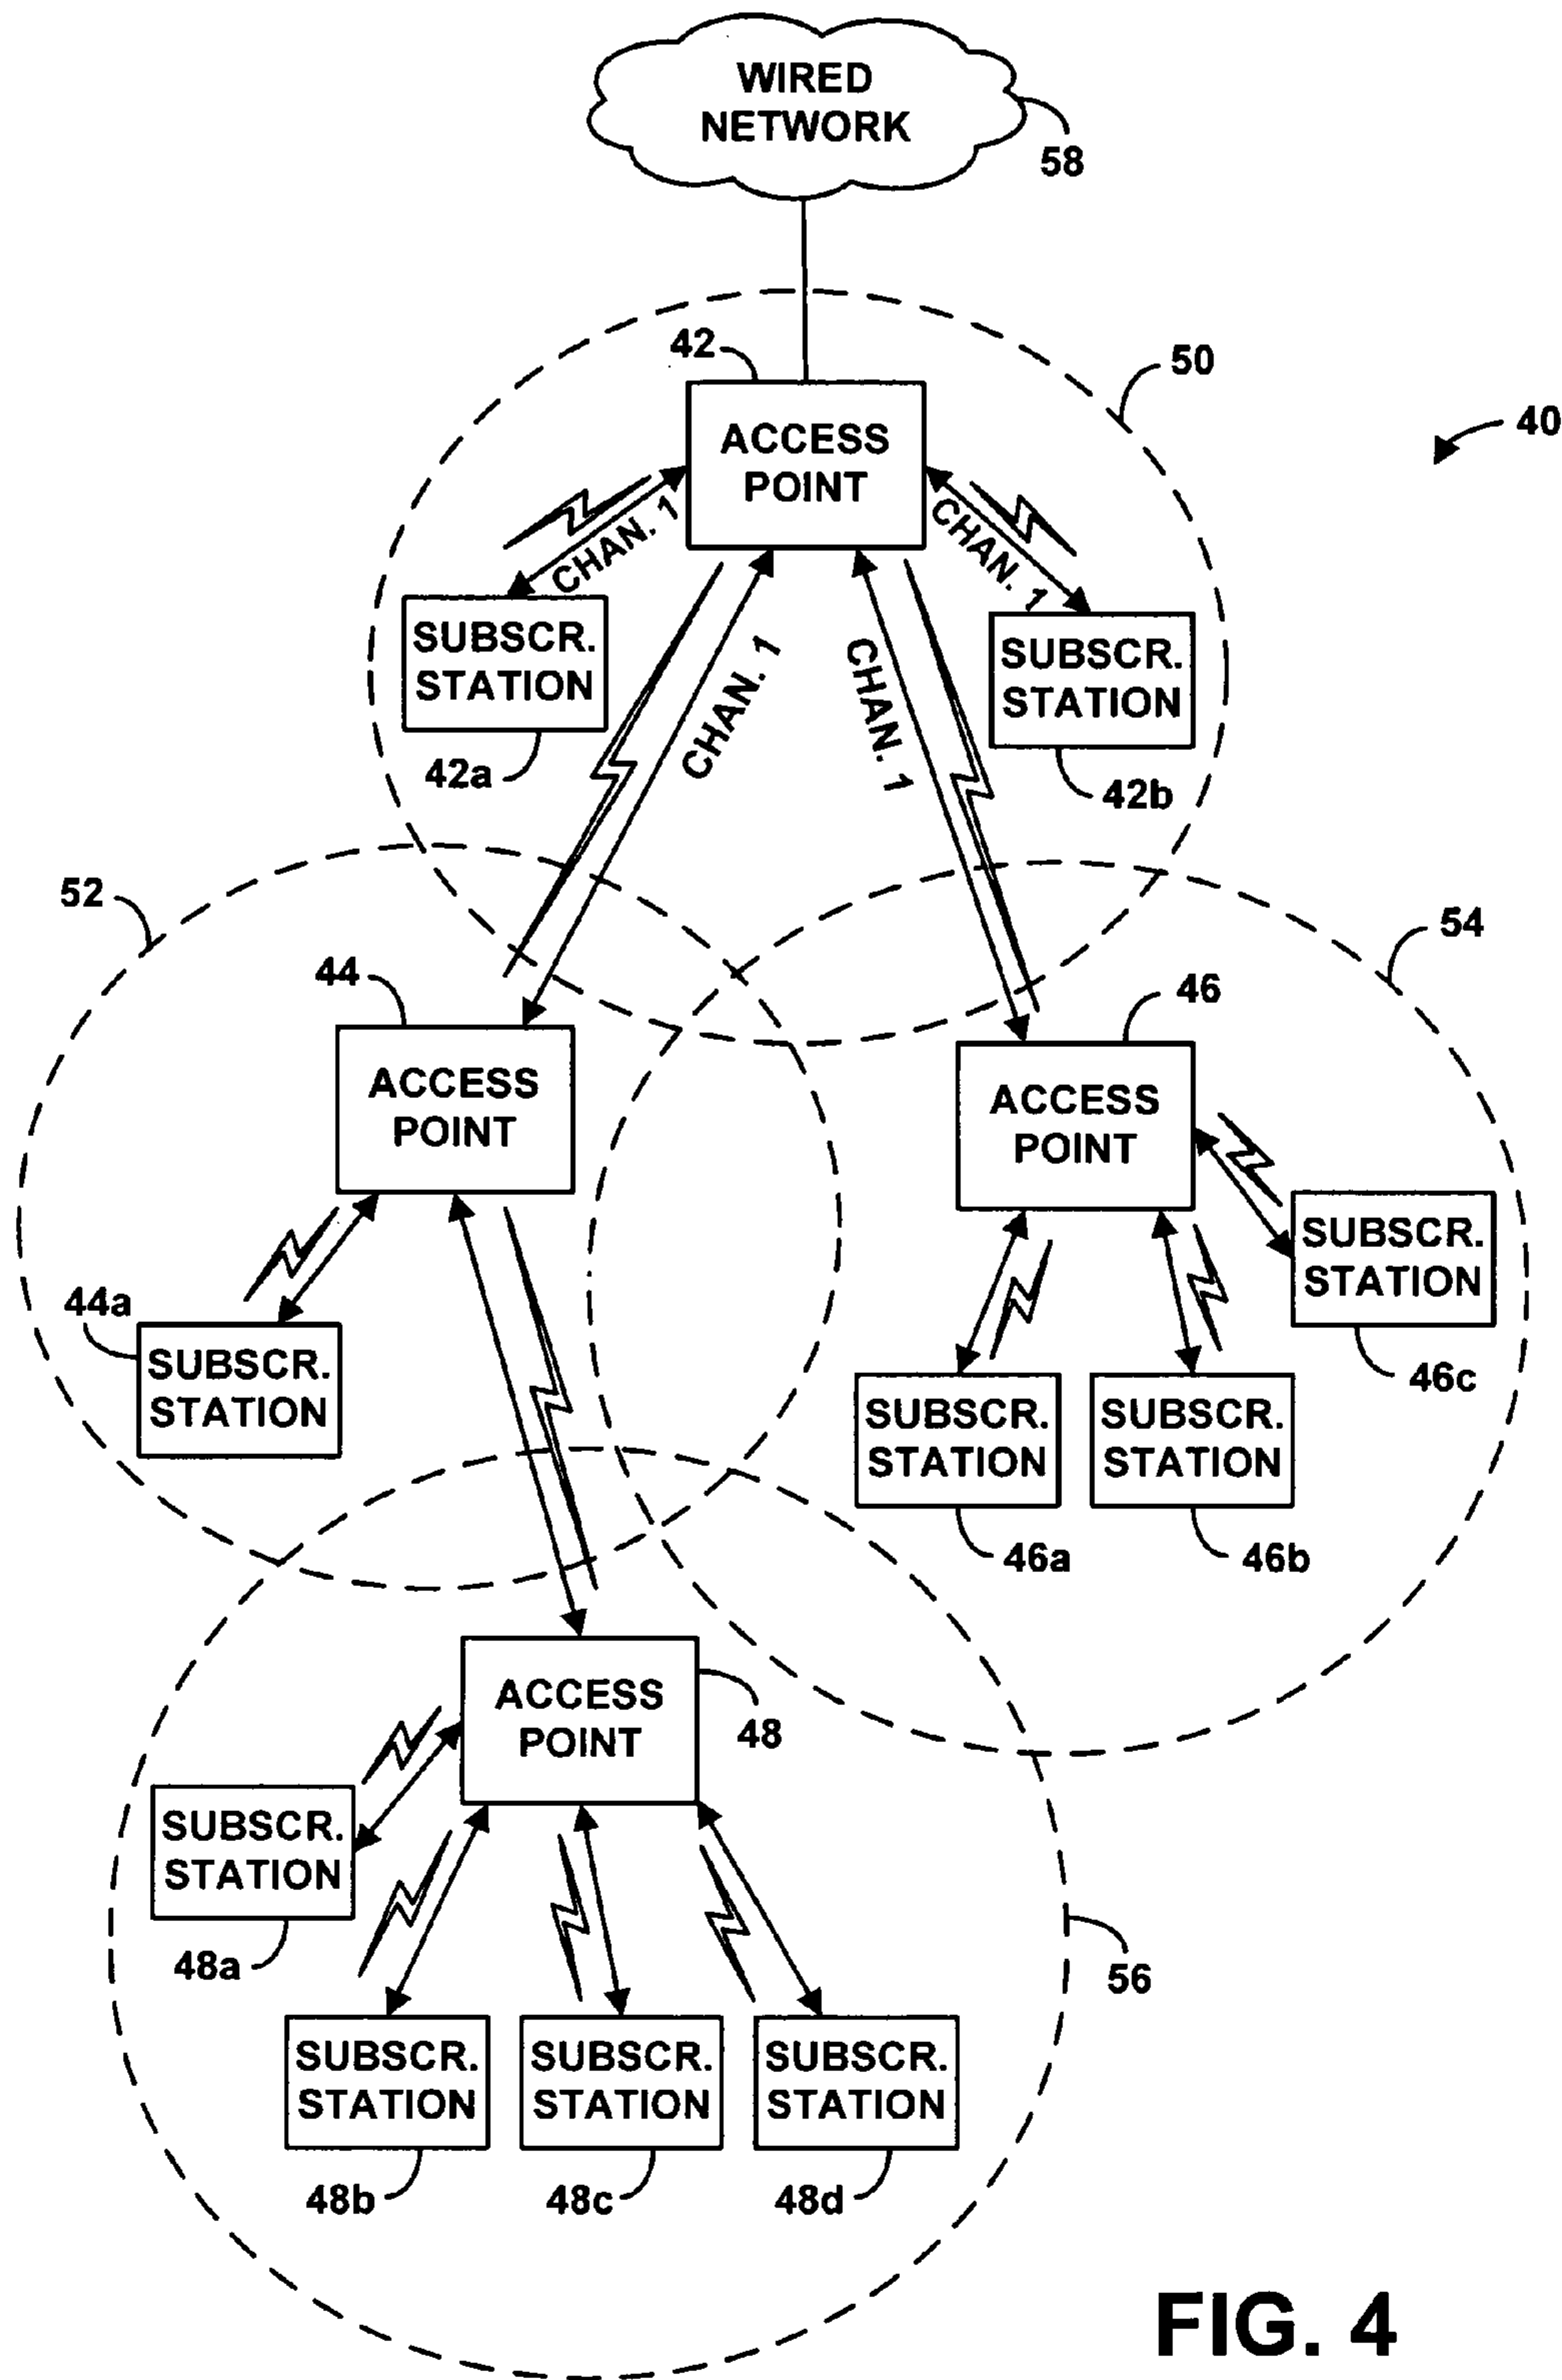 WIRED
NETWORK
58
42
50
40
ACCESS
POINT
CHAN. 1
CHAN. 1
SUBSCR.
STATION
42a
CHAN. 1
CHAN. 1
SUBSCR.
STATION
42b
52
54
44
46
ACCESS
POINT
ACCESS
POINT
44a
SUBSCR.
STATION
SUBSCR.
STATION
46c
SUBSCR.
STATION
SUBSCR.
STATION
46a
46b
ACCESS
POINT
48
SUBSCR.
STATION
48a
56
SUBSCR.
STATION
SUBSCR.
STATION
SUBSCR.
STATION
48b
48c
48d
FIG. 4